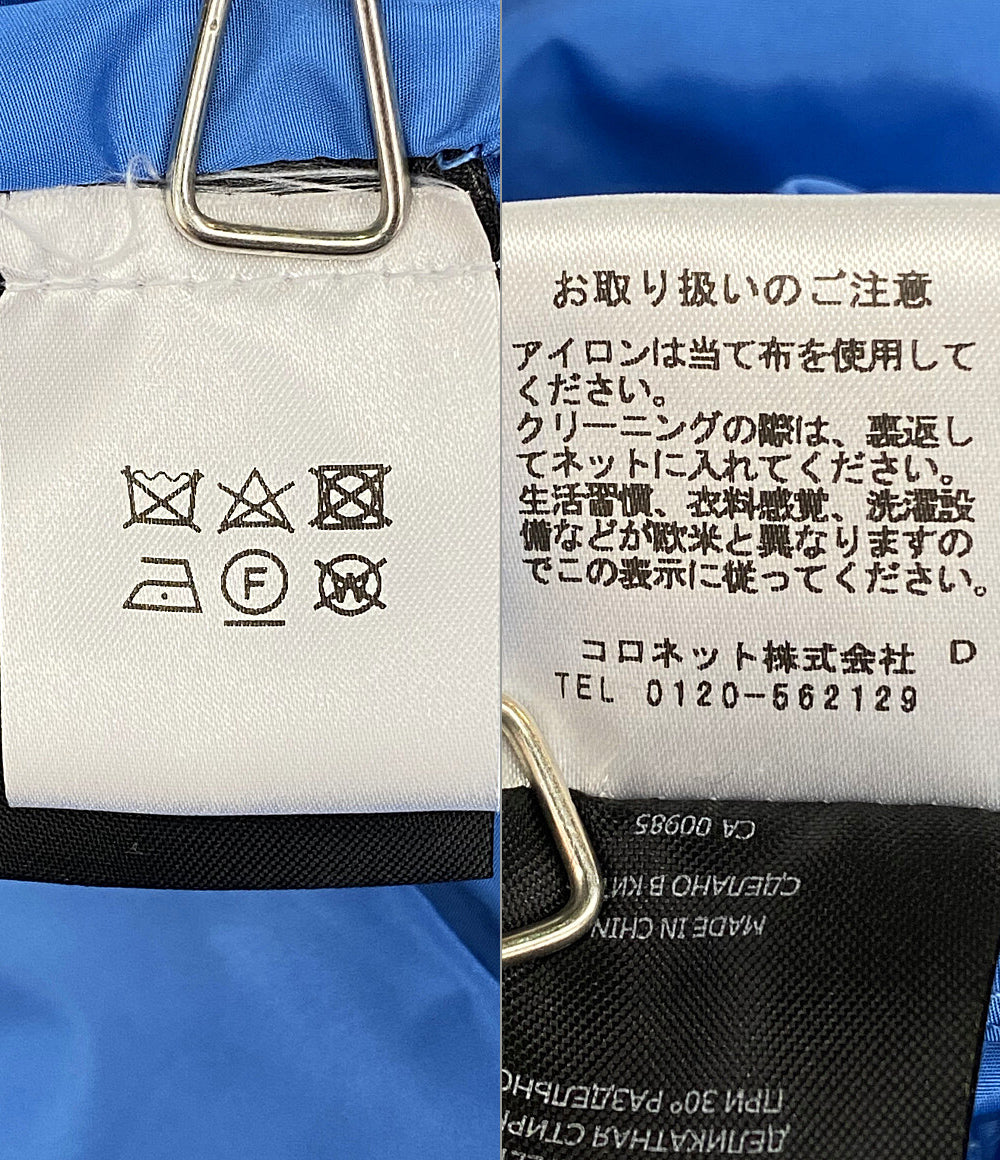 F
W
お取り扱いのご注意
アイロンは当て布を使用して
ください。
クリーニングの際は、裏返し
てネットに入れてください。
生活習慣、衣料感覚、洗濯設
備などが欧米と異なりますの
でこの表示に従ってください。
コロネット株式会社 D
TEL 0120-562129
CA 00985
СДЕЛАНО В КИ
MADE IN CHIN
ПРИ 30° РАЗДЕЛЬНО
ДЕЛИКАТНАЯ СТИР